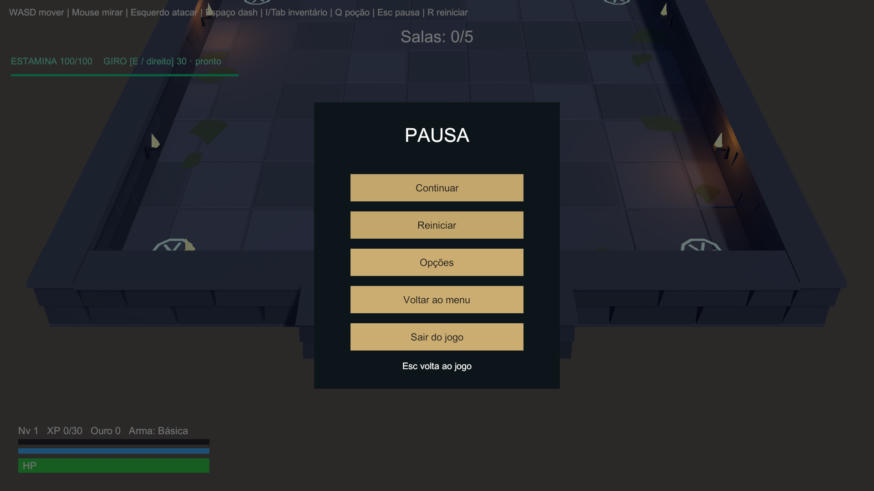 WASD mover | Mouse mirar | Esquerdo atacar | Espaço dash | I/Tab inventário | Q poção | Esc pausa | R reiniciar
Salas: 0/5
ESTAMINA 100/100 GIRO [E / direito] 30 · pronto
PAUSA
Continuar
Reiniciar
Opções
Voltar ao menu
Sair do jogo
Esc volta ao jogo
Nv 1 XP 0/30 Ouro 0 Arma: Básica
HP